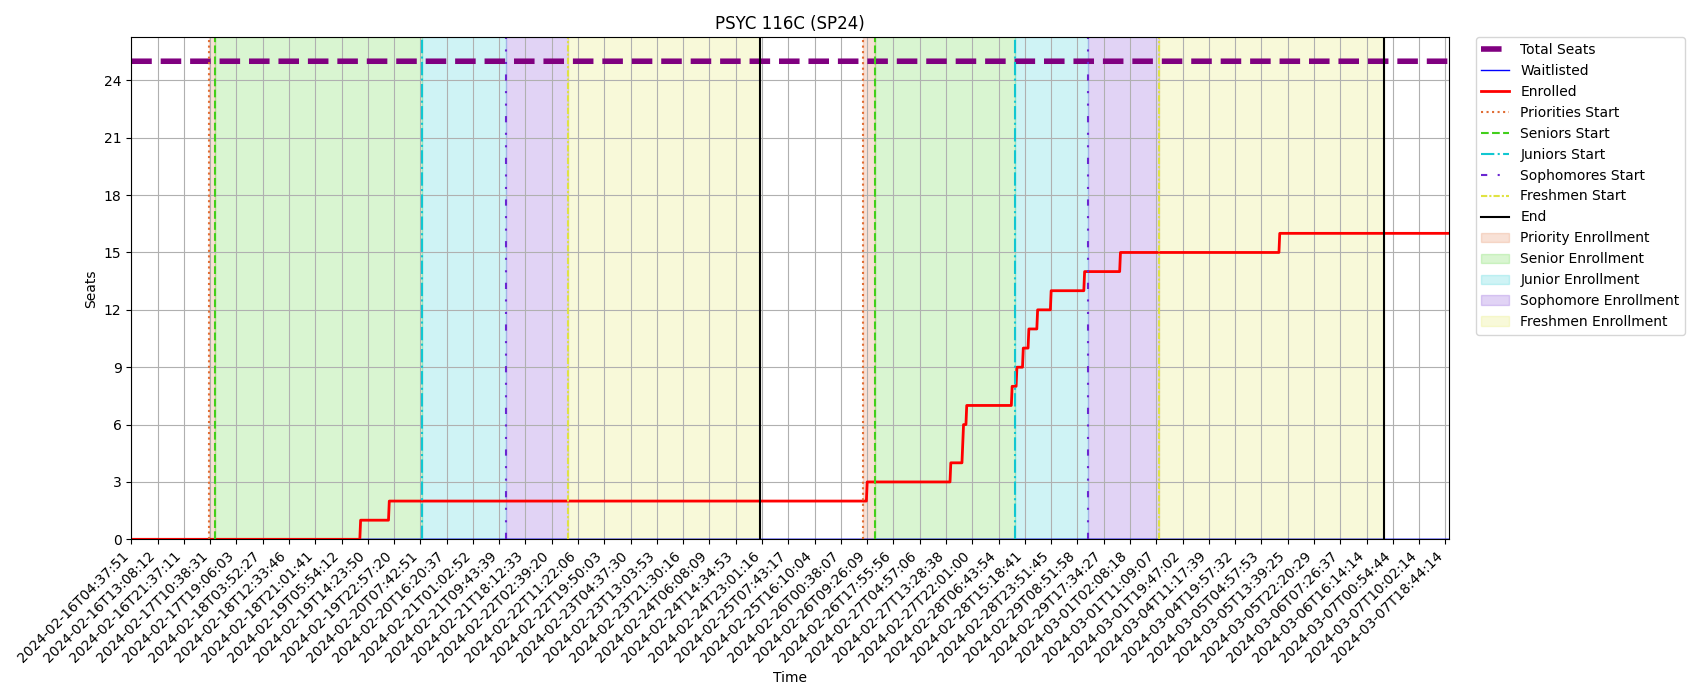 PSYC 116C (SP24)
Seats
24
21
18
15
12
9
6
3
0
2024-02-16T04:37:51
2024-02-16T13:08:12
2024-02-16T21:37:11
2024-02-17T10:38:31
2024-02-17T19:06:03
2024-02-18T03:52:27
2024-02-18T12:33:46
2024-02-18T21:01:41
2024-02-19T05:54:12
2024-02-19T14:23:50
2024-02-19T22:57:20
2024-02-20T07:42:51
2024-02-20T16:20:37
2024-02-21T01:02:52
2024-02-21T09:43:39
2024-02-21T18:12:33
2024-02-22T02:39:20
2024-02-22T11:22:06
2024-02-22T19:50:03
2024-02-23T04:37:30
2024-02-23T13:03:53
2024-02-23T21:30:16
2024-02-24T06:08:09
2024-02-24T14:34:53
2024-02-24T23:01:16
2024-02-25T07:43:17
2024-02-25T16:10:04
2024-02-26T00:38:07
2024-02-26T09:26:09
2024-02-26T17:55:56
2024-02-27T04:57:06
2024-02-27T13:28:38
2024-02-27T22:01:00
2024-02-28T06:43:54
2024-02-28T15:18:41
2024-02-28T23:51:45
2024-02-29T08:51:58
2024-02-29T17:34:27
2024-03-01T02:08:18
2024-03-01T11:09:07
2024-03-01T19:47:02
2024-03-04T11:17:39
2024-03-04T19:57:32
2024-03-05T04:57:53
2024-03-05T13:39:25
2024-03-05T22:20:29
2024-03-06T07:26:37
2024-03-06T16:14:14
2024-03-07T00:54:44
2024-03-07T10:02:14
2024-03-07T18:44:14
Time
Total Seats
Waitlisted
Enrolled
Priorities Start
Seniors Start
Juniors Start
Sophomores Start
Freshmen Start
End
Priority Enrollment
Senior Enrollment
Junior Enrollment
Sophomore Enrollment
Freshmen Enrollment